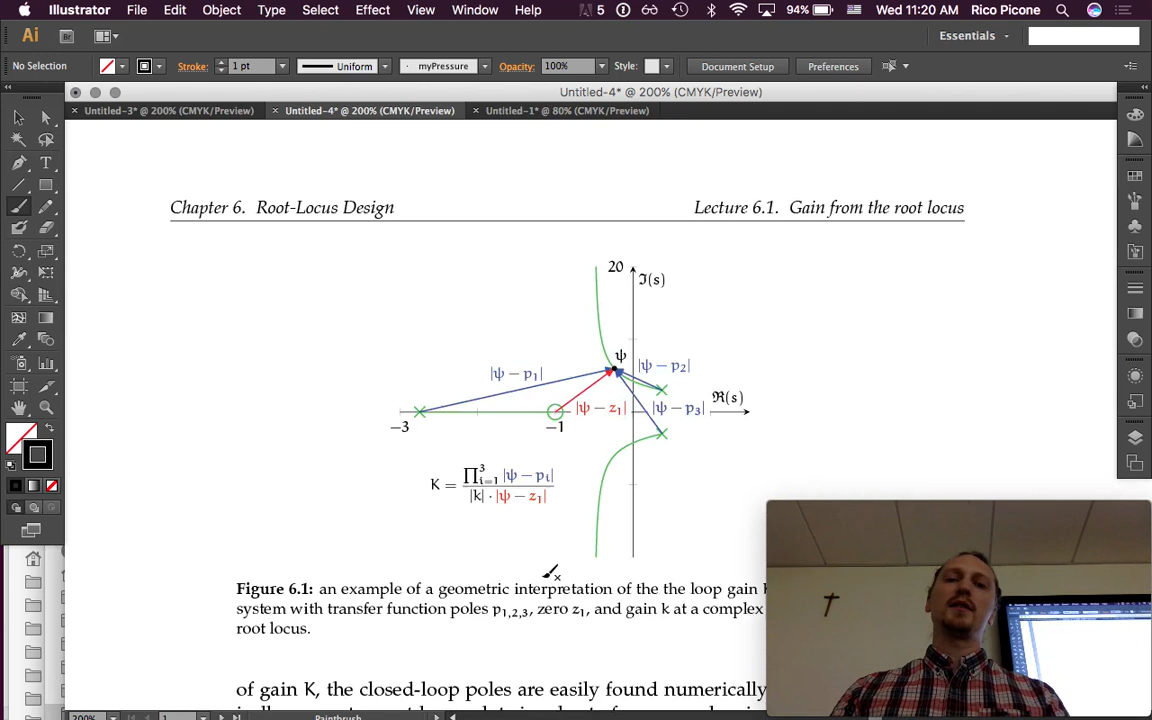 Illustrator File Edit Object Type Select Effect View Window Help 5 94% Wed 11:20 AM Rico Picone
Ai Br Essentials
No Selection Stroke: 1 pt Uniform myPressure Opacity: 100% Style: Document Setup Preferences
Untitled-4* @ 200% (CMYK/Preview)
× Untitled-3* @ 200% (CMYK/Preview) × Untitled-4* @ 200% (CMYK/Preview) × Untitled-1* @ 80% (CMYK/Preview)
Chapter 6. Root-Locus Design Lecture 6.1. Gain from the root locus
20
ℑ(s)
ψ
|ψ − p₁| |ψ − p₂|
ℜ(s)
|ψ − z₁| |ψ − p₃|
−3 −1
K = ∏³ᵢ₌₁ |ψ − pᵢ|
|k| · |ψ − z₁|
Figure 6.1: an example of a geometric interpretation of the the loop gain
system with transfer function poles p₁,₂,₃, zero z₁, and gain k at a complex
root locus.
of gain K, the closed-loop poles are easily found numerically
200% 1 Paintbrush